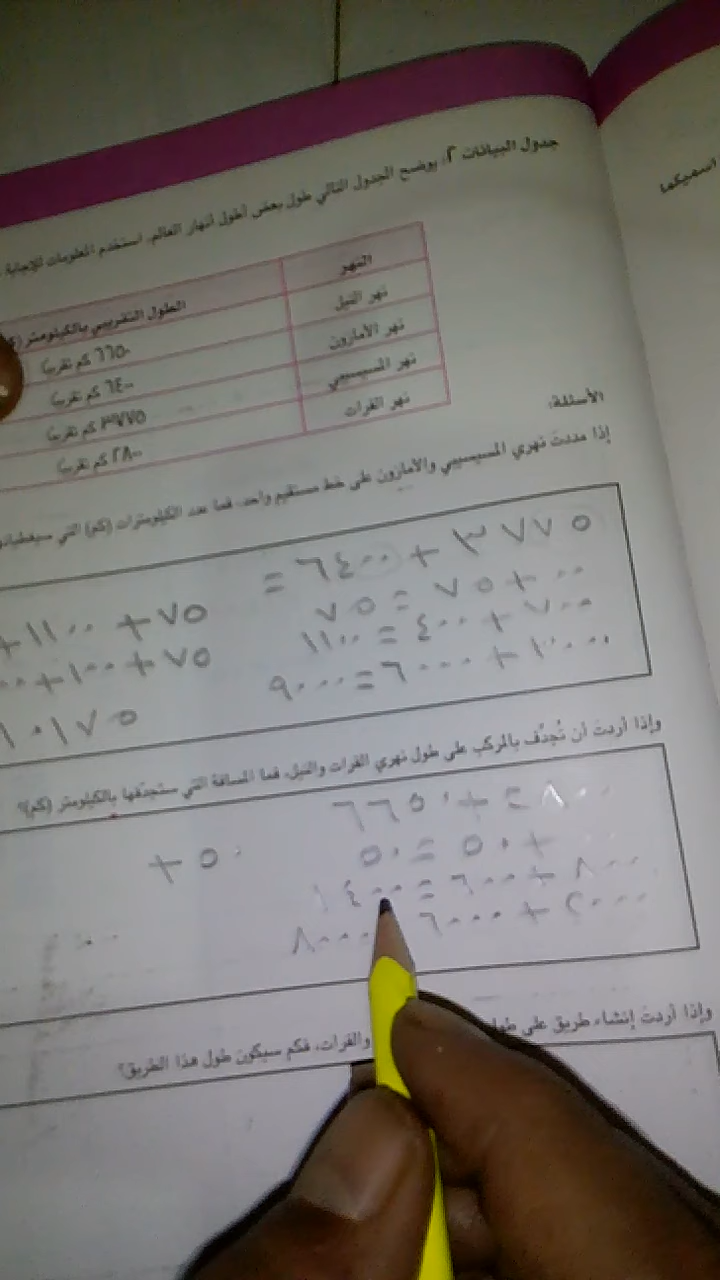 جدول البيانات ٢: يوضح الجدول التالي طول بعض أطول أنهار العالم. استخدم المعلومات للإجابة
النهر الطول التقريبي بالكيلومتر
نهر النيل ٦٦٥٠ كم تقريبا
نهر الأمازون ٦٤٠٠ كم تقريبا
نهر المسيسيبي ٣٧٧٥ كم تقريبا
نهر الفرات ٢٨٠٠ كم تقريبا
الأسئلة:
إذا مددت نهري المسيسيبي والأمازون على خط مستقيم واحد، فما عدد الكيلومترات (كم) التي
٣٧٧٥ + ٦٤٠٠ =
٠٠ + ٧٥ = ٧٥
٧٠٠ + ٤٠٠ = ١١٠٠
٣٠٠٠ + ٦٠٠٠ = ٩٠٠٠
٧٥ + ١١٠٠ +
٧٥ + ١٠٠ +
١٠١٧٥
وإذا أردت أن تُجدِّف بالمركب على طول نهري الفرات والنيل، فما المسافة التي ستجدّفها بالكيلومتر (كم)؟
٢٨٠٠ + ٦٦٥٠
+ ٥٠ = ٥٠
٨٠٠ + ٦٠٠ = ١٤٠٠
٢٠٠٠ + ٦٠٠٠ ٨٠٠٠
٥٠ +
وإذا أردت إنشاء طريق على والفرات، فكم سيكون طول هذا الطريق؟